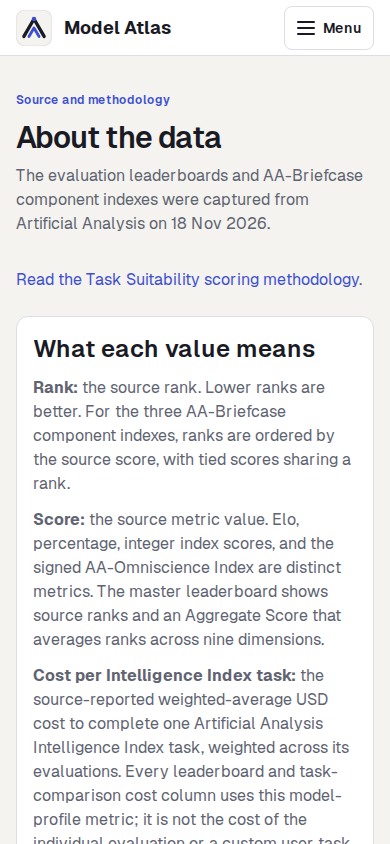 Model Atlas
Menu
Source and methodology
About the data
The evaluation leaderboards and AA-Briefcase
component indexes were captured from
Artificial Analysis on 18 Nov 2026.
Read the Task Suitability scoring methodology.
What each value means
Rank: the source rank. Lower ranks are
better. For the three AA-Briefcase
component indexes, ranks are ordered by
the source score, with tied scores sharing a
rank.
Score: the source metric value. Elo,
percentage, integer index scores, and the
signed AA-Omniscience Index are distinct
metrics. The master leaderboard shows
source ranks and an Aggregate Score that
averages ranks across nine dimensions.
Cost per Intelligence Index task: the
source-reported weighted-average USD
cost to complete one Artificial Analysis
Intelligence Index task, weighted across its
evaluations. Every leaderboard and task-
comparison cost column uses this model-
profile metric; it is not the cost of the
individual evaluation or a custom user task